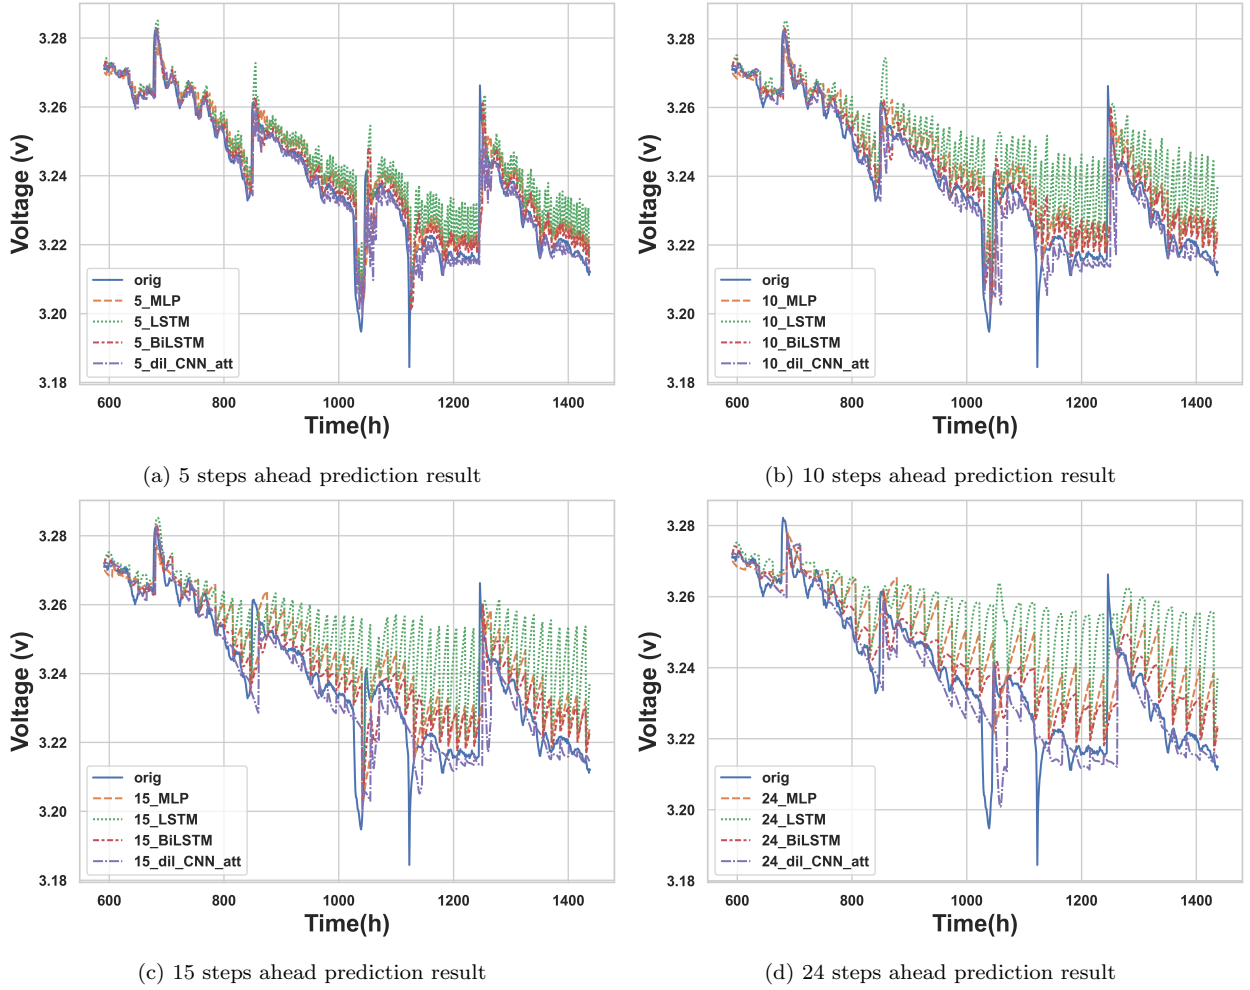 3.28
3.26
3.24
3.22
3.20
3.18
Voltage (v)
orig
5_MLP
5_LSTM
5_BiLSTM
5_dil_CNN_att
600 800 1000 1200 1400
Time(h)
(a) 5 steps ahead prediction result
3.28
3.26
3.24
3.22
3.20
3.18
Voltage (v)
orig
10_MLP
10_LSTM
10_BiLSTM
10_dil_CNN_att
600 800 1000 1200 1400
Time(h)
(b) 10 steps ahead prediction result
3.28
3.26
3.24
3.22
3.20
3.18
Voltage (v)
orig
15_MLP
15_LSTM
15_BiLSTM
15_dil_CNN_att
600 800 1000 1200 1400
Time(h)
(c) 15 steps ahead prediction result
3.28
3.26
3.24
3.22
3.20
3.18
Voltage (v)
orig
24_MLP
24_LSTM
24_BiLSTM
24_dil_CNN_att
600 800 1000 1200 1400
Time(h)
(d) 24 steps ahead prediction result